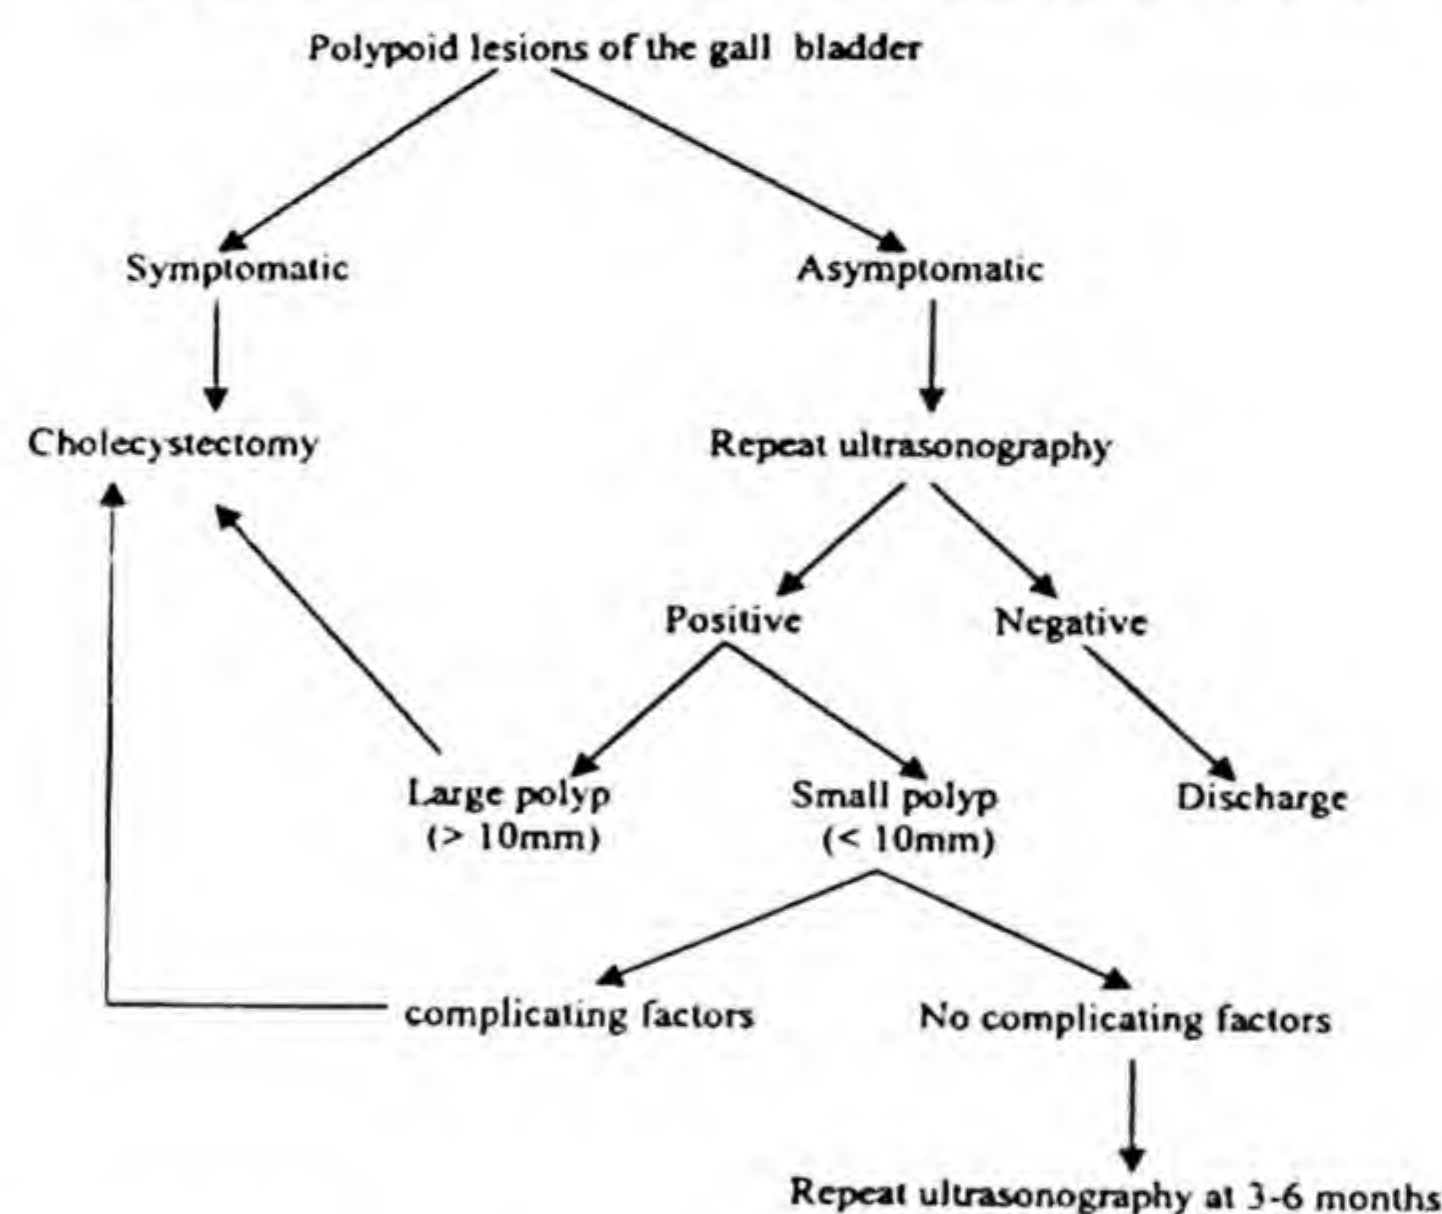 Polypoid lesions of the gall bladder
Symptomatic
Asymptomatic
Cholecystectomy
Repeat ultrasonography
Positive
Negative
Large polyp
(> 10mm)
Small polyp
(< 10mm)
Discharge
complicating factors
No complicating factors
Repeat ultrasonography at 3-6 months